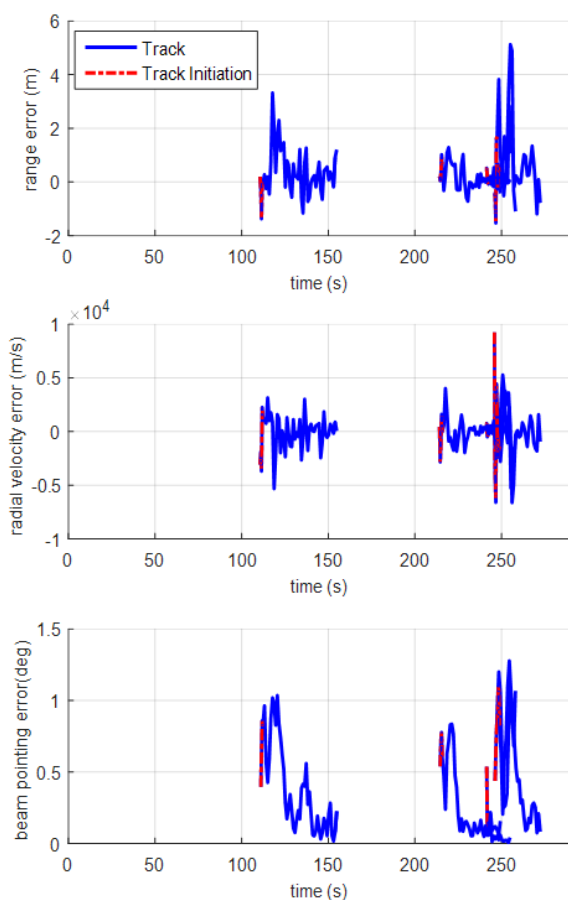 6
4
2
0
-2
range error (m)
Track
Track Initiation
0 50 100 150 200 250
time (s)
× 10^4
1
0.5
0
-0.5
-1
radial velocity error (m/s)
0 50 100 150 200 250
time (s)
1.5
1
0.5
0
beam pointing error(deg)
0 50 100 150 200 250
time (s)